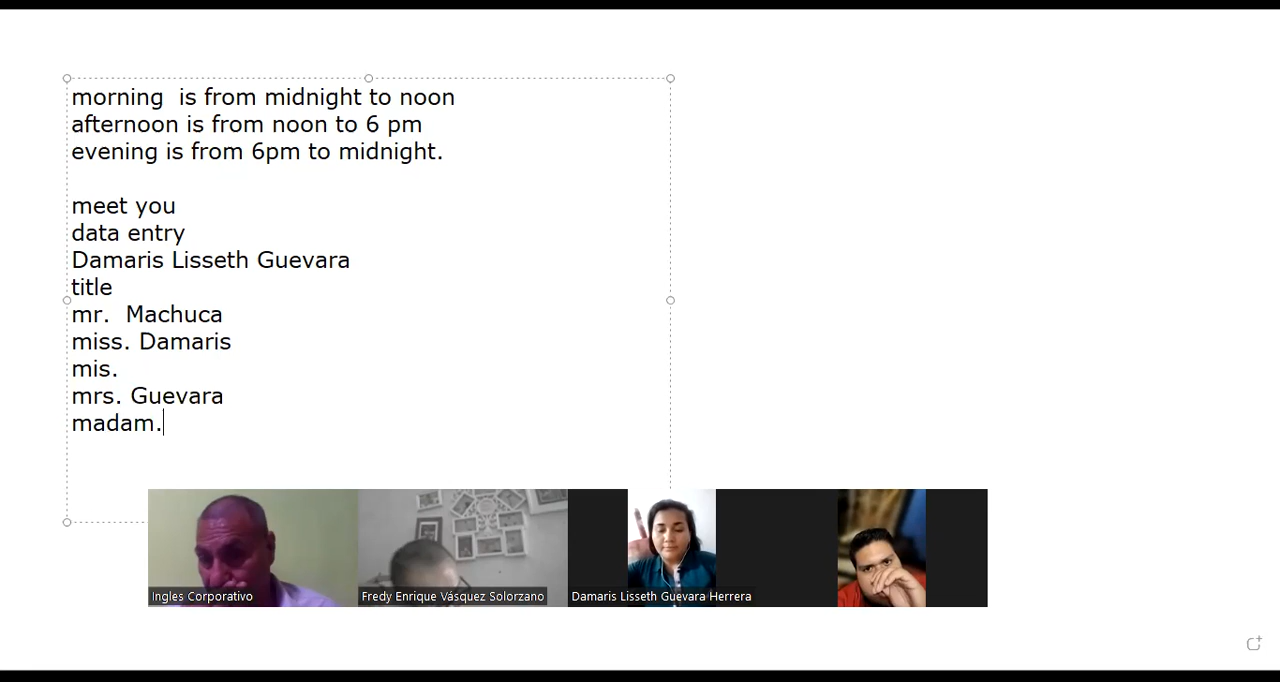 morning  is from midnight to noon
afternoon is from noon to 6 pm
evening is from 6pm to midnight.
meet you
data entry
Damaris Lisseth Guevara
title
mr.  Machuca
miss. Damaris
mis.
mrs. Guevara
madam.
Ingles Corporativo
Fredy Enrique Vásquez Solorzano
Damaris Lisseth Guevara Herrera